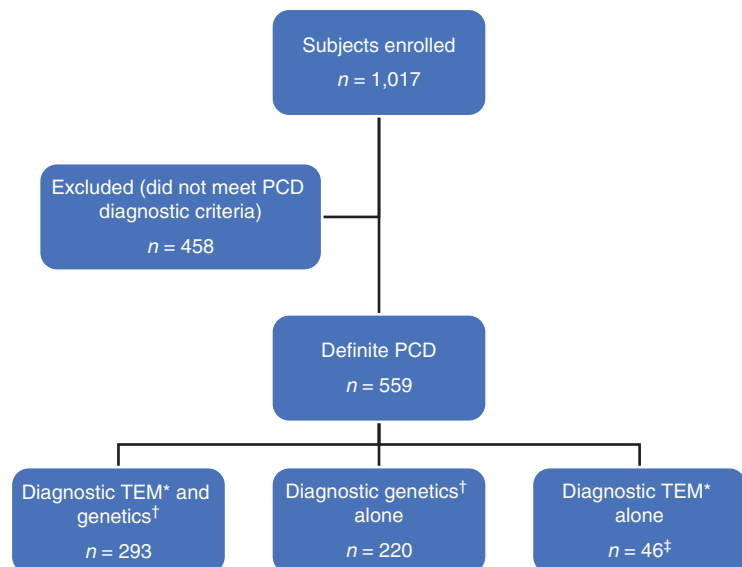 Subjects enrolled
n = 1,017
Excluded (did not meet PCD
diagnostic criteria)
n = 458
Definite PCD
n = 559
Diagnostic TEM* and
genetics†
n = 293
Diagnostic genetics†
alone
n = 220
Diagnostic TEM*
alone
n = 46‡